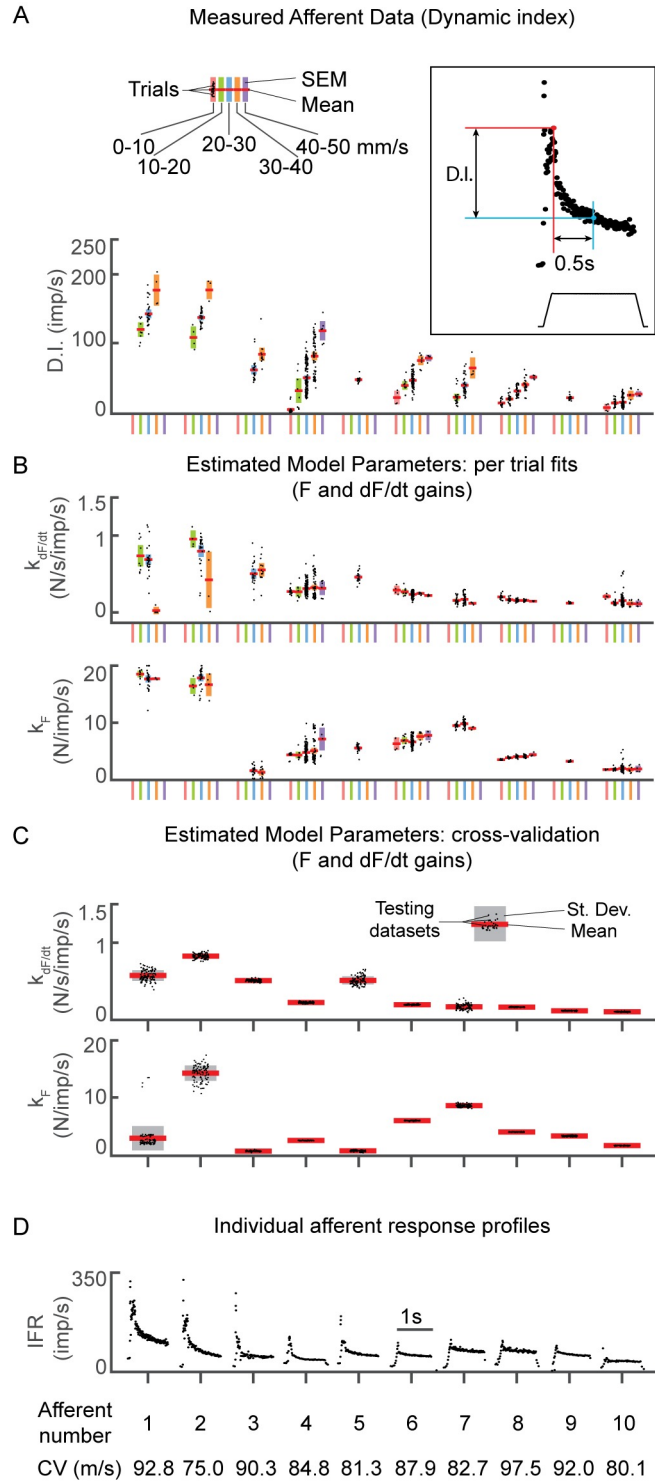 A
Measured Afferent Data (Dynamic index)
Trials
SEM
Mean
0-10
10-20
20-30
30-40
40-50 mm/s
D.I.
0.5s
250
200
100
0
D.I. (imp/s)
B
Estimated Model Parameters: per trial fits
(F and dF/dt gains)
1.5
1
0
kdF/dt
(N/s/imp/s)
20
10
0
kF
(N/imp/s)
C
Estimated Model Parameters: cross-validation
(F and dF/dt gains)
Testing
datasets
St. Dev.
Mean
1.5
1
0
kdF/dt
(N/s/imp/s)
20
10
0
kF
(N/imp/s)
D
Individual afferent response profiles
350
0
IFR
(imp/s)
1s
Afferent
number
1 2 3 4 5 6 7 8 9 10
CV (m/s) 92.8 75.0 90.3 84.8 81.3 87.9 82.7 97.5 92.0 80.1